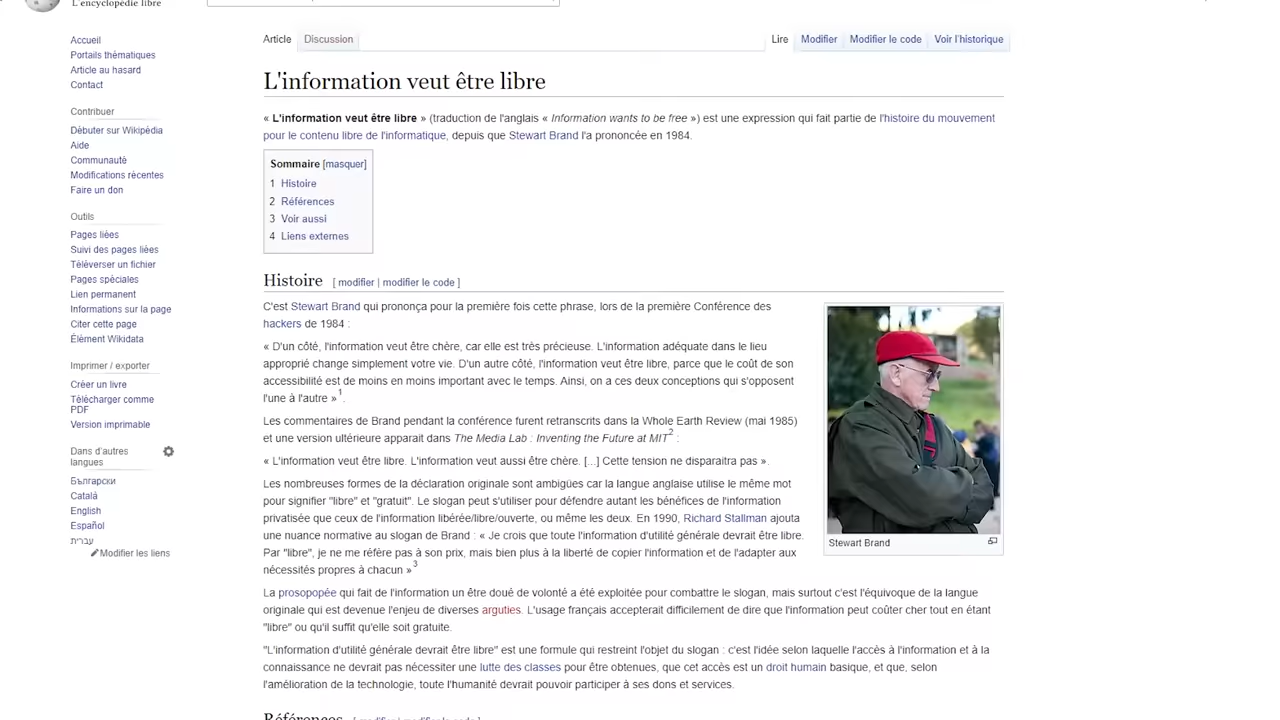 L'encyclopédie libre
Accueil
Portails thématiques
Article au hasard
Contact
Contribuer
Débuter sur Wikipédia
Aide
Communauté
Modifications récentes
Faire un don
Outils
Pages liées
Suivi des pages liées
Téléverser un fichier
Pages spéciales
Lien permanent
Informations sur la page
Citer cette page
Élément Wikidata
Imprimer / exporter
Créer un livre
Télécharger comme
PDF
Version imprimable
Dans d'autres
langues
Български
Català
English
Español
עברית
Modifier les liens
Article Discussion Lire Modifier Modifier le code Voir l'historique
L'information veut être libre
« L'information veut être libre » (traduction de l'anglais « Information wants to be free ») est une expression qui fait partie de l'histoire du mouvement
pour le contenu libre de l'informatique, depuis que Stewart Brand l'a prononcée en 1984.
Sommaire [masquer]
1 Histoire
2 Références
3 Voir aussi
4 Liens externes
Histoire [ modifier | modifier le code ]
C'est Stewart Brand qui prononça pour la première fois cette phrase, lors de la première Conférence des
hackers de 1984 :
« D'un côté, l'information veut être chère, car elle est très précieuse. L'information adéquate dans le lieu
approprié change simplement votre vie. D'un autre côté, l'information veut être libre, parce que le coût de son
accessibilité est de moins en moins important avec le temps. Ainsi, on a ces deux conceptions qui s'opposent
l'une à l'autre »1.
Les commentaires de Brand pendant la conférence furent retranscrits dans la Whole Earth Review (mai 1985)
et une version ultérieure apparait dans The Media Lab : Inventing the Future at MIT2 :
« L'information veut être libre. L'information veut aussi être chère. [...] Cette tension ne disparaitra pas ».
Les nombreuses formes de la déclaration originale sont ambigües car la langue anglaise utilise le même mot
pour signifier "libre" et "gratuit". Le slogan peut s'utiliser pour défendre autant les bénéfices de l'information
privatisée que ceux de l'information libérée/libre/ouverte, ou même les deux. En 1990, Richard Stallman ajouta
une nuance normative au slogan de Brand : « Je crois que toute l'information d'utilité générale devrait être libre.
Par "libre", je ne me réfère pas à son prix, mais bien plus à la liberté de copier l'information et de l'adapter aux
nécessités propres à chacun »3
Stewart Brand
La prosopopée qui fait de l'information un être doué de volonté a été exploitée pour combattre le slogan, mais surtout c'est l'équivoque de la langue
originale qui est devenue l'enjeu de diverses arguties. L'usage français accepterait difficilement de dire que l'information peut coûter cher tout en étant
"libre" ou qu'il suffit qu'elle soit gratuite.
"L'information d'utilité générale devrait être libre" est une formule qui restreint l'objet du slogan : c'est l'idée selon laquelle l'accès à l'information et à la
connaissance ne devrait pas nécessiter une lutte des classes pour être obtenues, que cet accès est un droit humain basique, et que, selon
l'amélioration de la technologie, toute l'humanité devrait pouvoir participer à ses dons et services.
Références [ modifier | modifier le code ]